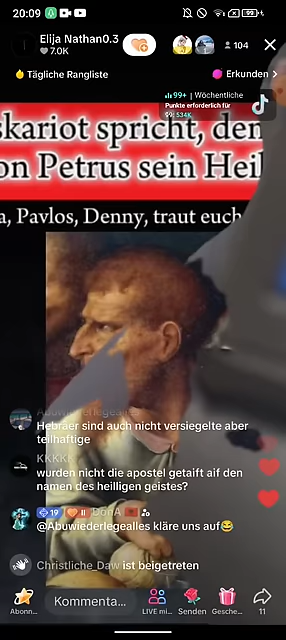 20:09
99+
Elija Nathan0.3
7.0K
104
Tägliche Rangliste
Erkunden
99+ | Wöchentliche
Punkte erforderlich für
534K
skariot spricht, den
on Petrus sein Heil
a, Pavlos, Denny, traut euch
Hebräer sind auch nicht versiegelte aber
teilhaftige
KKKKK
wurden nicht die apostel getaift aif den
namen des heiligen geistes?
19
@Abuwiederlegealles kläre uns auf😂
Christliche_Daw ist beigetreten
Abonn...
Kommenta...
LIVE mi...
Senden
Gesche...
11